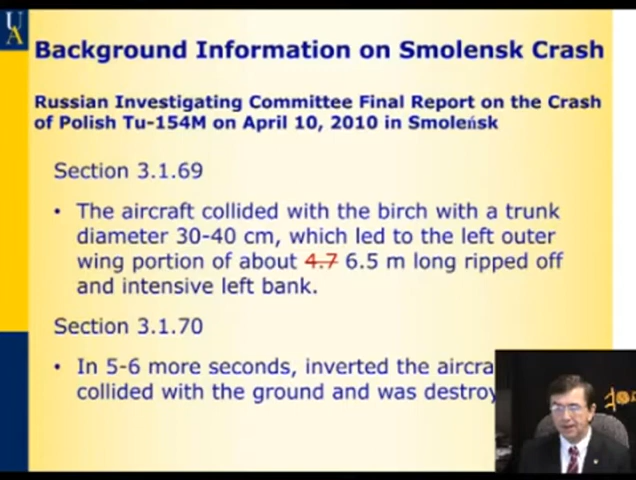 UA
Background Information on Smolensk Crash
Russian Investigating Committee Final Report on the Crash
of Polish Tu-154M on April 10, 2010 in Smoleńsk
Section 3.1.69
• The aircraft collided with the birch with a trunk
diameter 30-40 cm, which led to the left outer
wing portion of about 4.7 6.5 m long ripped off
and intensive left bank.
Section 3.1.70
• In 5-6 more seconds, inverted the aircra
collided with the ground and was destroy